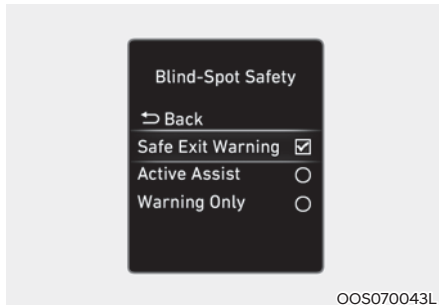 Blind-Spot Safety
Back
Safe Exit Warning
Active Assist
Warning Only
OOS070043L